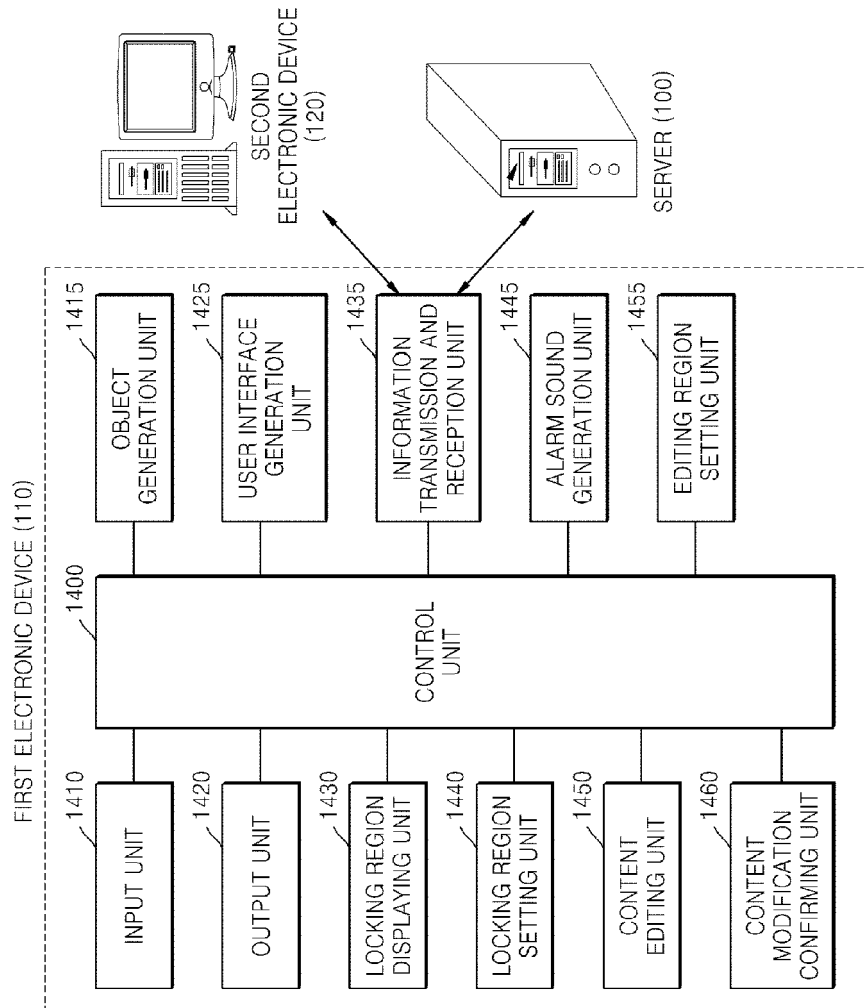 FIRST ELECTRONIC DEVICE (110)
1410
INPUT UNIT
1420
OUTPUT UNIT
1430
LOCKING REGION
DISPLAYING UNIT
1440
LOCKING REGION
SETTING UNIT
1450
CONTENT
EDITING UNIT
1460
CONTENT
MODIFICATION
CONFIRMING UNIT
1400
CONTROL
UNIT
1415
OBJECT
GENERATION UNIT
1425
USER INTERFACE
GENERATION
UNIT
1435
INFORMATION
TRANSMISSION AND
RECEPTION UNIT
1445
ALARM SOUND
GENERATION UNIT
1455
EDITING REGION
SETTING UNIT
SECOND
ELECTRONIC DEVICE
(120)
SERVER (100)